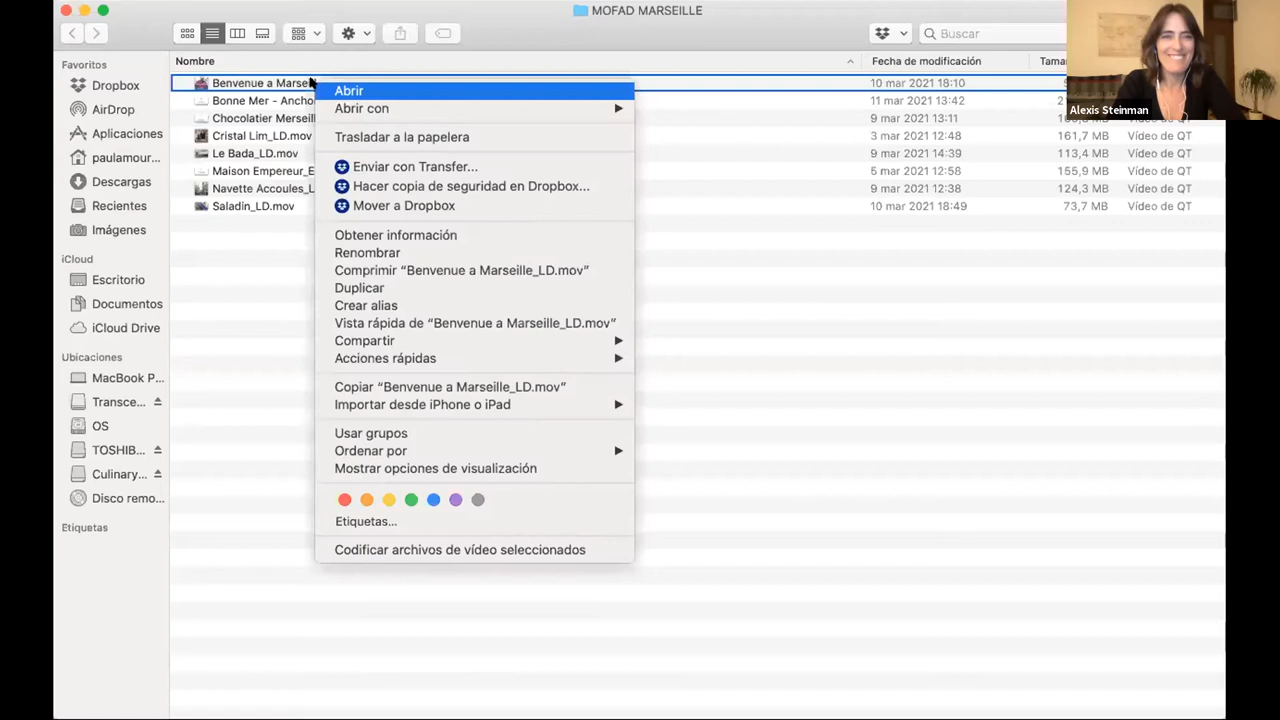 MOFAD MARSEILLE
Buscar
Favoritos
Dropbox
AirDrop
Aplicaciones
paulamour...
Descargas
Recientes
Imágenes
iCloud
Escritorio
Documentos
iCloud Drive
Ubicaciones
MacBook P...
Transce...
OS
TOSHIB...
Culinary...
Disco remo...
Etiquetas
Nombre Fecha de modificación
Benvenue a 10 mar 2021 18:10
Bonne Mer - 11 mar 2021 13:42
Chocolatier Merseill 9 mar 2021 13:11
Cristal Lim_LD.mov 3 mar 2021 12:48 161,7 MB Vídeo de QT
Le Bada_LD.mov 9 mar 2021 14:39 113,4 MB Vídeo de QT
Maison Empereur_E 5 mar 2021 12:58 155,9 MB Vídeo de QT
Navette Accoules_L 9 mar 2021 12:38 124,3 MB Vídeo de QT
Saladin_LD.mov 10 mar 2021 18:49 73,7 MB Vídeo de QT
Abrir
Abrir con
Trasladar a la papelera
Enviar con Transfer...
Hacer copia de seguridad en Dropbox...
Mover a Dropbox
Obtener información
Renombrar
Comprimir “Benvenue a Marseille_LD.mov”
Duplicar
Crear alias
Vista rápida de “Benvenue a Marseille_LD.mov”
Compartir
Acciones rápidas
Copiar “Benvenue a Marseille_LD.mov”
Importar desde iPhone o iPad
Usar grupos
Ordenar por
Mostrar opciones de visualización
Etiquetas...
Codificar archivos de vídeo seleccionados
Alexis Steinman